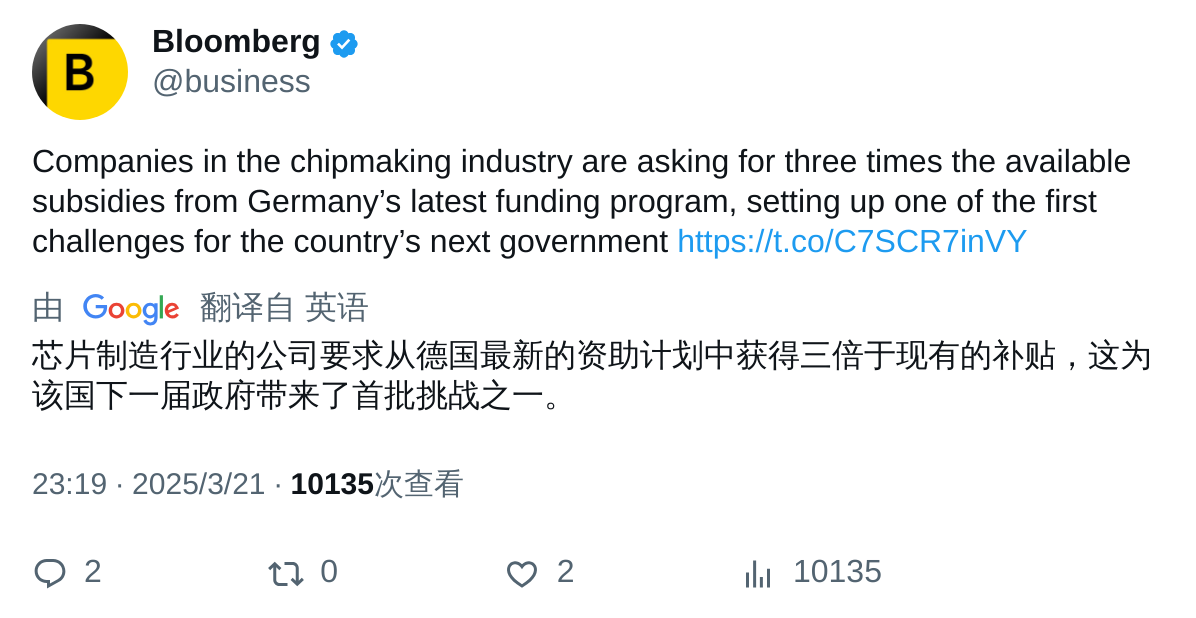 B
Bloomberg
@business
Companies in the chipmaking industry are asking for three times the available
subsidies from Germany’s latest funding program, setting up one of the first
challenges for the country’s next government https://t.co/C7SCR7inVY
由 Google 翻译自 英语
芯片制造行业的公司要求从德国最新的资助计划中获得三倍于现有的补贴，这为
该国下一届政府带来了首批挑战之一。
23:19 · 2025/3/21 · 10135次查看
2 0 2 10135